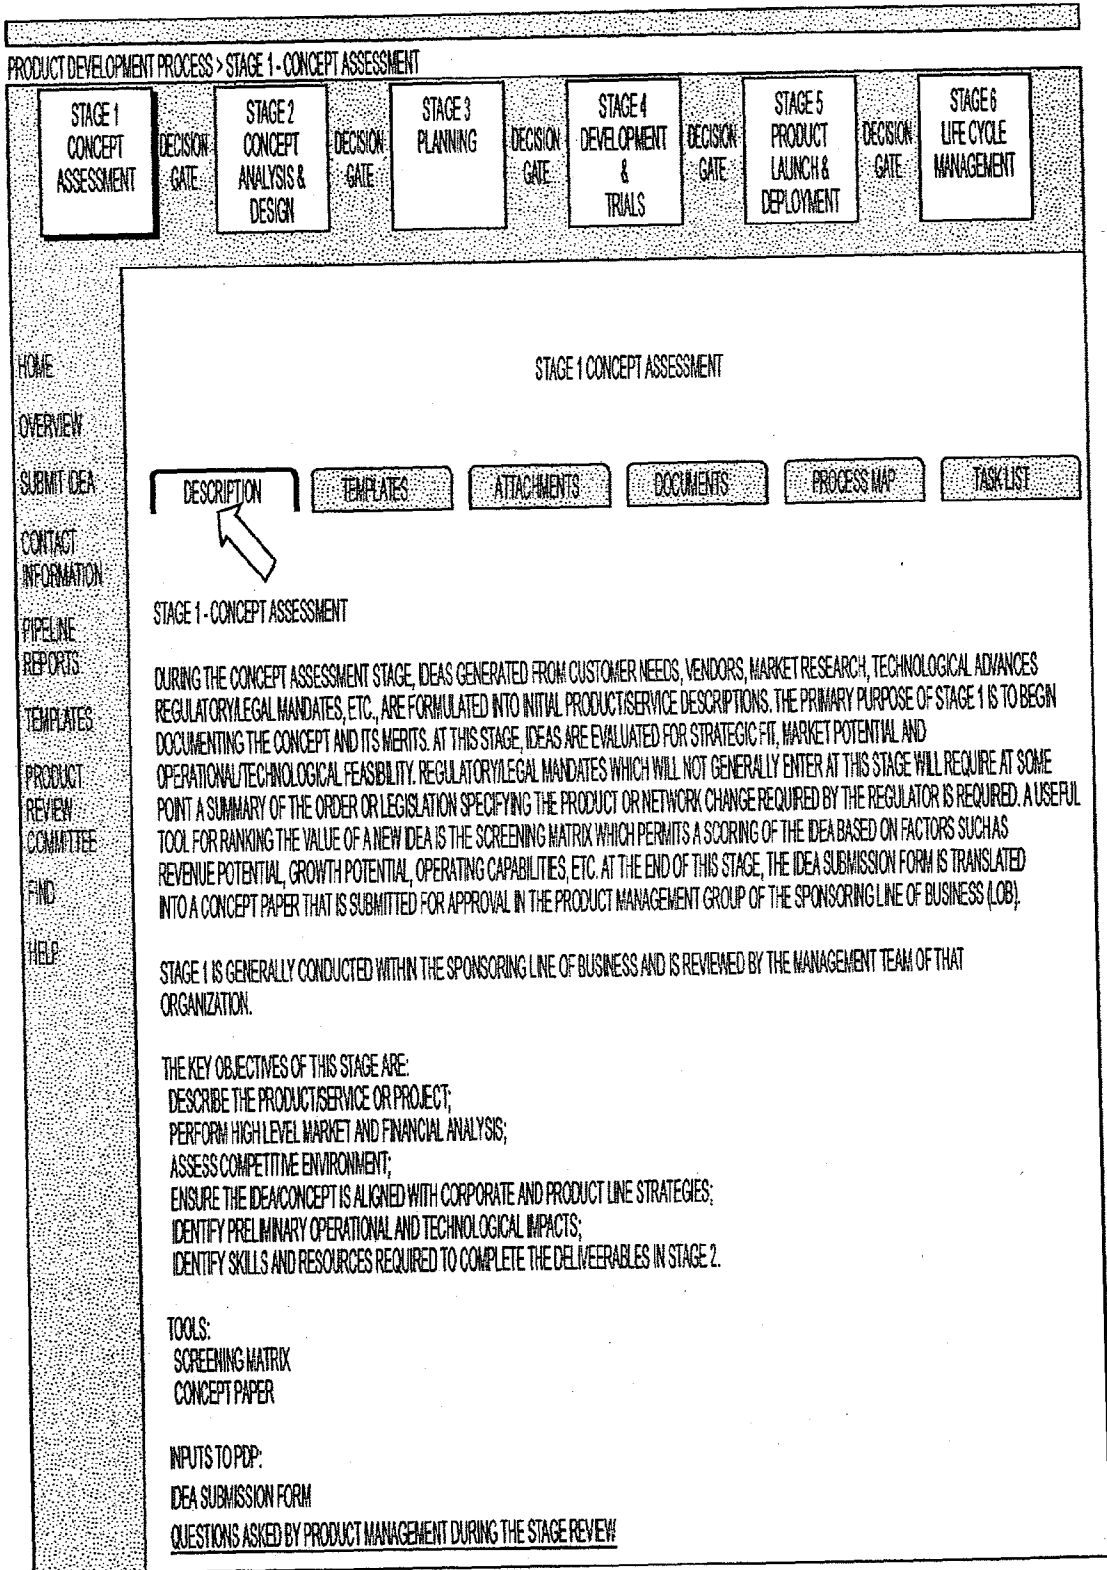 PRODUCT DEVELOPMENT PROCESS > STAGE 1 - CONCEPT ASSESSMENT
STAGE 1
CONCEPT
ASSESSMENT
DECISION
GATE
STAGE 2
CONCEPT
ANALYSIS &
DESIGN
DECISION
GATE
STAGE 3
PLANNING
DECISION
GATE
STAGE 4
DEVELOPMENT
&
TRIALS
DECISION
GATE
STAGE 5
PRODUCT
LAUNCH &
DEPLOYMENT
DECISION
GATE
STAGE 6
LIFE CYCLE
MANAGEMENT
HOME
OVERVIEW
SUBMIT IDEA
CONTACT
INFORMATION
PIPELINE
REPORTS
TEMPLATES
PRODUCT
REVIEW
COMMITTEE
FIND
HELP
STAGE 1 CONCEPT ASSESSMENT
DESCRIPTION
TEMPLATES
ATTACHMENTS
DOCUMENTS
PROCESS MAP
TASK LIST
STAGE 1 - CONCEPT ASSESSMENT
DURING THE CONCEPT ASSESSMENT STAGE, IDEAS GENERATED FROM CUSTOMER NEEDS, VENDORS, MARKET RESEARCH, TECHNOLOGICAL ADVANCES
REGULATORY/LEGAL MANDATES, ETC., ARE FORMULATED INTO INITIAL PRODUCT/SERVICE DESCRIPTIONS. THE PRIMARY PURPOSE OF STAGE 1 IS TO BEGIN
DOCUMENTING THE CONCEPT AND ITS MERITS. AT THIS STAGE, IDEAS ARE EVALUATED FOR STRATEGIC FIT, MARKET POTENTIAL AND
OPERATIONAL/TECHNOLOGICAL FEASIBILITY. REGULATORY/LEGAL MANDATES WHICH WILL NOT GENERALLY ENTER AT THIS STAGE WILL REQUIRE AT SOME
POINT A SUMMARY OF THE ORDER OR LEGISLATION SPECIFYING THE PRODUCT OR NETWORK CHANGE REQUIRED BY THE REGULATOR IS REQUIRED. A USEFUL
TOOL FOR RANKING THE VALUE OF A NEW IDEA IS THE SCREENING MATRIX WHICH PERMITS A SCORING OF THE IDEA BASED ON FACTORS SUCH AS
REVENUE POTENTIAL, GROWTH POTENTIAL, OPERATING CAPABILITIES, ETC. AT THE END OF THIS STAGE, THE IDEA SUBMISSION FORM IS TRANSLATED
INTO A CONCEPT PAPER THAT IS SUBMITTED FOR APPROVAL IN THE PRODUCT MANAGEMENT GROUP OF THE SPONSORING LINE OF BUSINESS (LOB).
STAGE 1 IS GENERALLY CONDUCTED WITHIN THE SPONSORING LINE OF BUSINESS AND IS REVIEWED BY THE MANAGEMENT TEAM OF THAT
ORGANIZATION.
THE KEY OBJECTIVES OF THIS STAGE ARE:
DESCRIBE THE PRODUCT/SERVICE OR PROJECT;
PERFORM HIGH LEVEL MARKET AND FINANCIAL ANALYSIS;
ASSESS COMPETITIVE ENVIRONMENT;
ENSURE THE IDEA/CONCEPT IS ALIGNED WITH CORPORATE AND PRODUCT LINE STRATEGIES;
IDENTIFY PRELIMINARY OPERATIONAL AND TECHNOLOGICAL IMPACTS;
IDENTIFY SKILLS AND RESOURCES REQUIRED TO COMPLETE THE DELIVEERABLES IN STAGE 2.
TOOLS:
SCREENING MATRIX
CONCEPT PAPER
INPUTS TO PDP:
IDEA SUBMISSION FORM
QUESTIONS ASKED BY PRODUCT MANAGEMENT DURING THE STAGE REVIEW